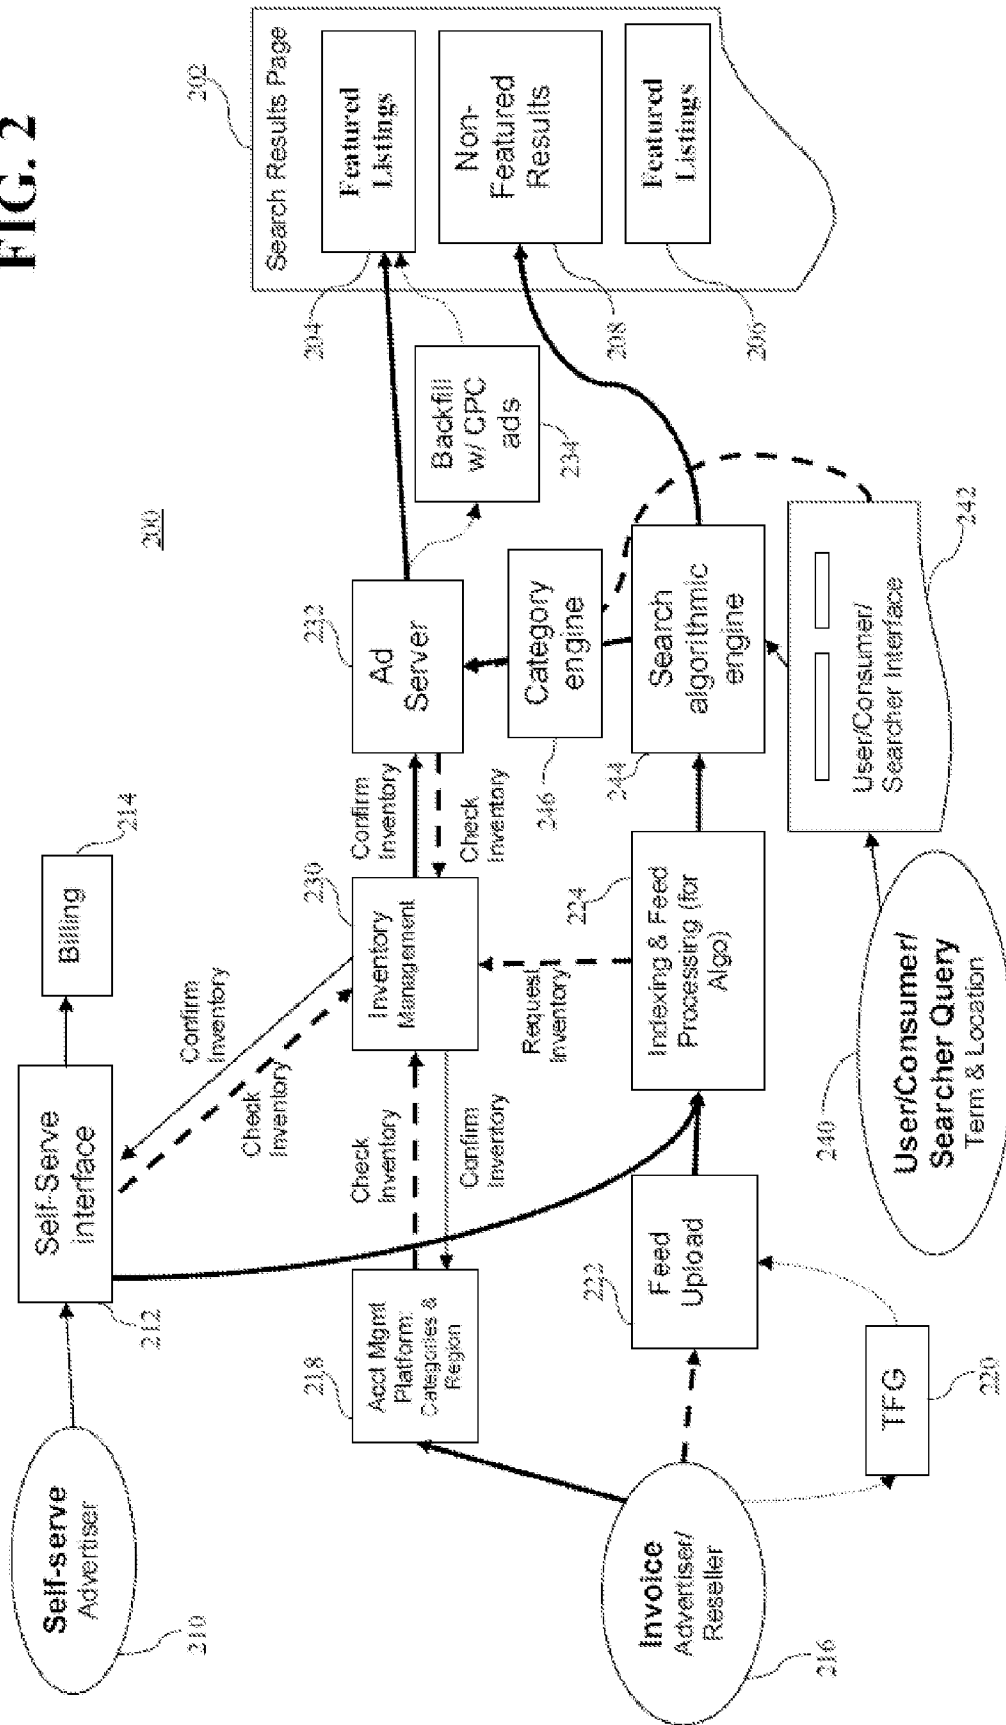 FIG. 2
200
202
Search Results Page
204
Featured
Listings
208
Non-
Featured
Results
206
Featured
Listings
Backfill
w/ CPC
ads
234
232
Ad
Server
246
Category
engine
244
Search
algorithmic
engine
User/Consumer/
Searcher Interface
242
214
Billing
Confirm
Inventory
Check
Inventory
230
Inventory
Management
Confirm
Inventory
Check
Inventory
Request
Inventory
224
Indexing & Feed
Processing (for
Algo)
240
User/Consumer/
Searcher Query
Term & Location
212
Self-Serve
interface
Check
Inventory
Confirm
Inventory
218
Acct Mgmt
Platform:
Categories &
Region
222
Feed
Upload
TFG
220
Self-serve
Advertiser
210
Invoice
Advertiser/
Reseller
216